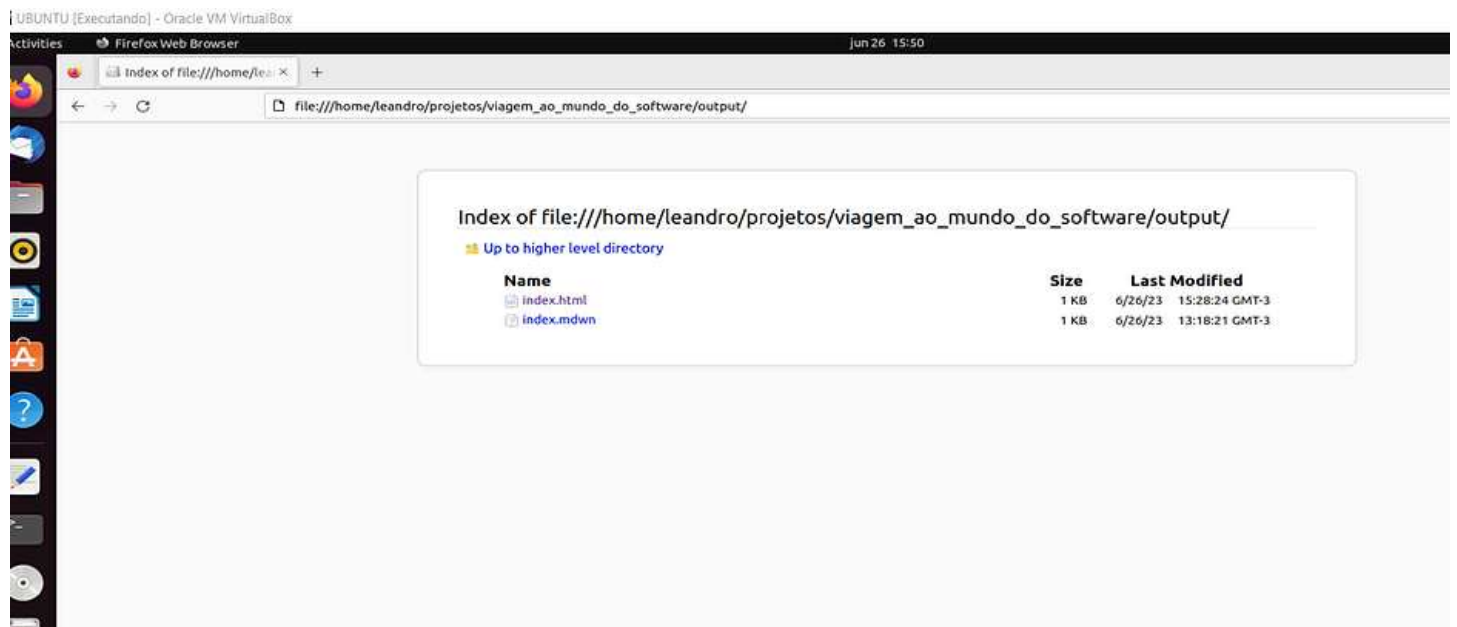 UBUNTU [Executando] - Oracle VM VirtualBox
Activities Firefox Web Browser jun 26 15:50
Index of file:///home/lea × +
file:///home/leandro/projetos/viagem_ao_mundo_do_software/output/
Index of file:///home/leandro/projetos/viagem_ao_mundo_do_software/output/
Up to higher level directory
Name Size Last Modified
index.html 1 KB 6/26/23 15:28:24 GMT-3
index.mdwn 1 KB 6/26/23 13:18:21 GMT-3